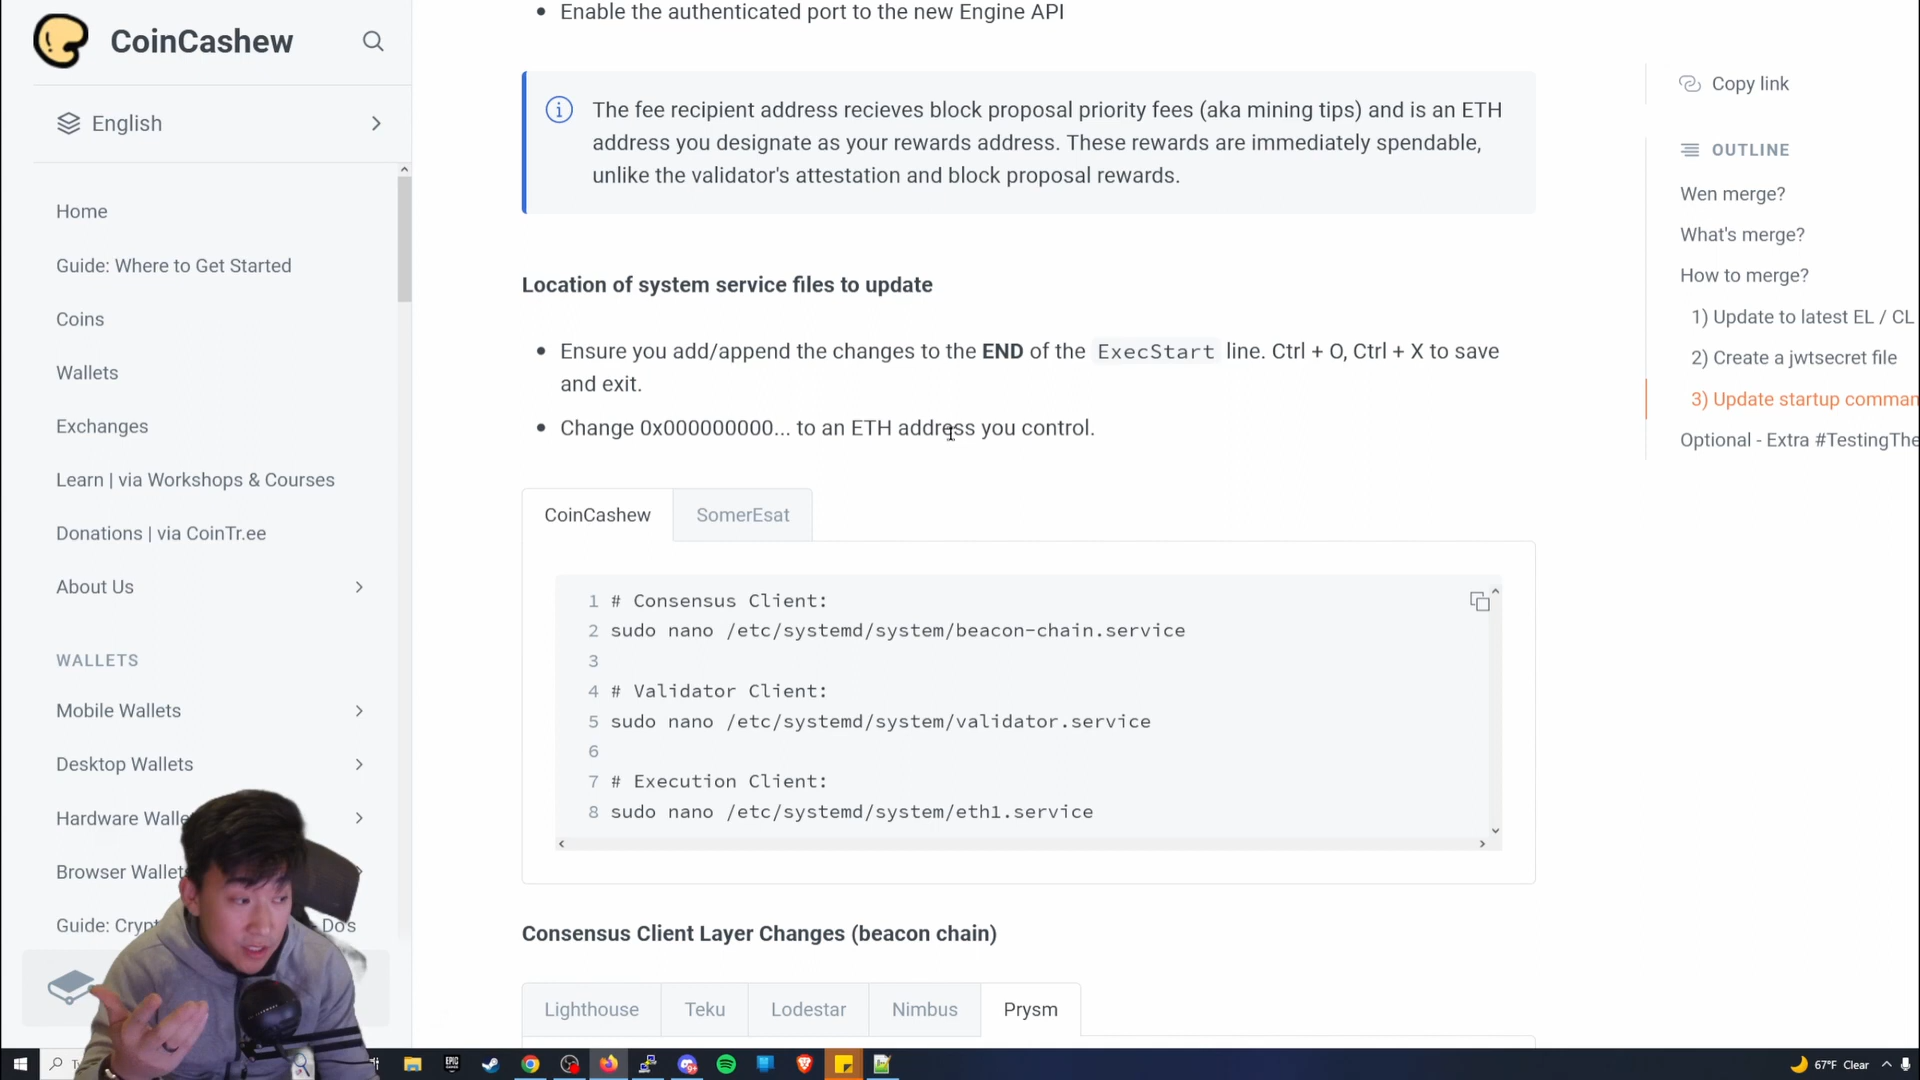 CoinCashew
English
Home
Guide: Where to Get Started
Coins
Wallets
Exchanges
Learn | via Workshops & Courses
Donations | via CoinTr.ee
About Us
WALLETS
Mobile Wallets
Desktop Wallets
Hardware Walle
Browser Wallet
Guide: Cryp
Do's
Enable the authenticated port to the new Engine API
The fee recipient address recieves block proposal priority fees (aka mining tips) and is an ETH
address you designate as your rewards address. These rewards are immediately spendable,
unlike the validator's attestation and block proposal rewards.
Location of system service files to update
Ensure you add/append the changes to the END of the ExecStart line. Ctrl + O, Ctrl + X to save
and exit.
Change 0x000000000... to an ETH address you control.
CoinCashew
SomerEsat
1 # Consensus Client:
2 sudo nano /etc/systemd/system/beacon-chain.service
3
4 # Validator Client:
5 sudo nano /etc/systemd/system/validator.service
6
7 # Execution Client:
8 sudo nano /etc/systemd/system/eth1.service
Consensus Client Layer Changes (beacon chain)
Lighthouse
Teku
Lodestar
Nimbus
Prysm
Copy link
OUTLINE
Wen merge?
What's merge?
How to merge?
1) Update to latest EL / CL
2) Create a jwtsecret file
3) Update startup comman
Optional - Extra #TestingThe
EPIC
67°F Clear